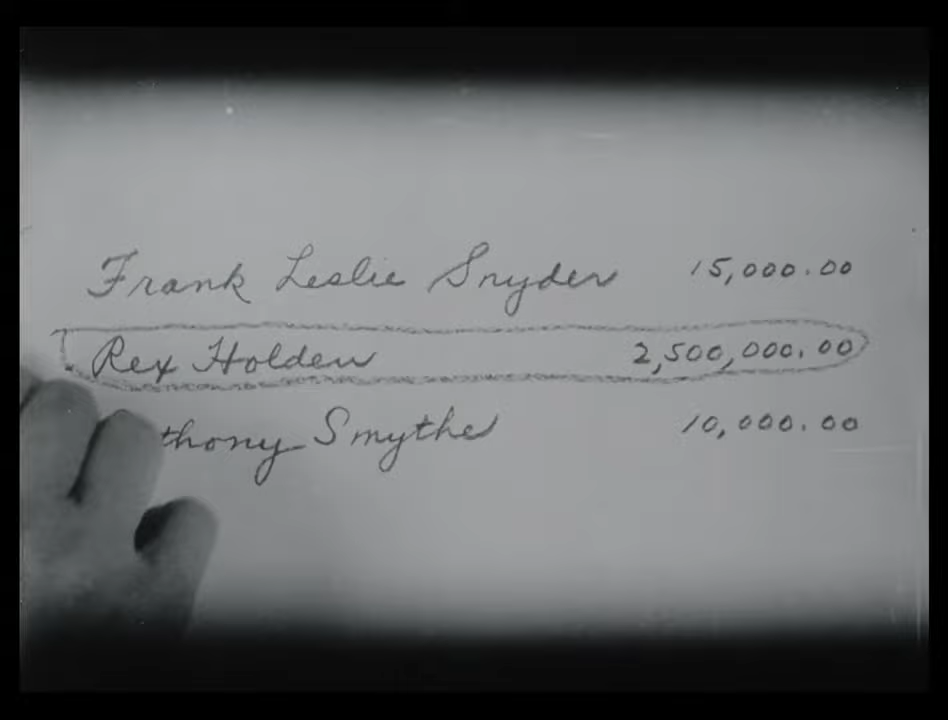 Frank Leslie Snyder 15,000.00
Rex Holden 2,500,000.00
thony Smythe 10,000.00